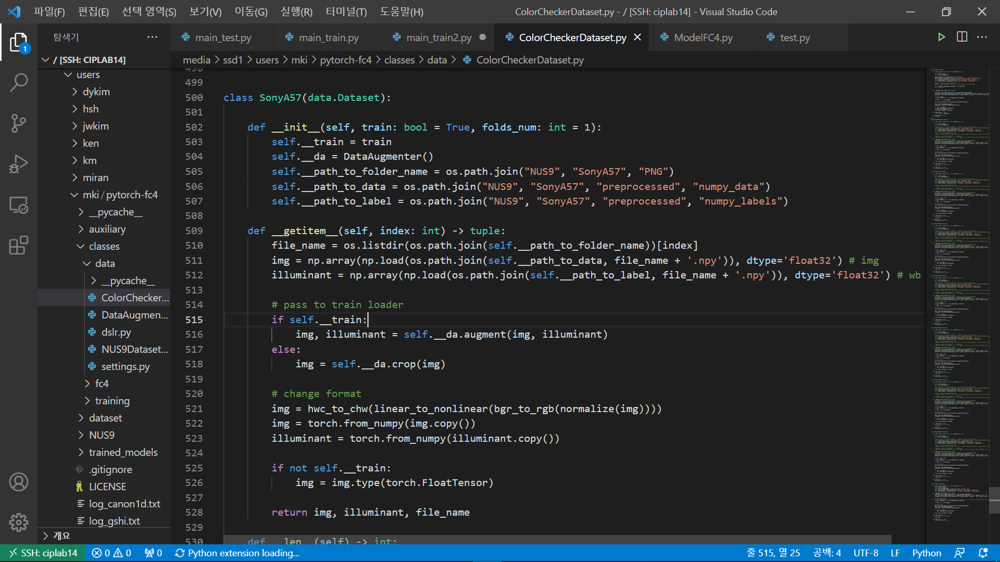 파일(F) 편집(E) 선택 영역(S) 보기(V) 이동(G) 실행(R) 터미널(T) 도움말(H) ColorCheckerDataset.py - / [SSH: ciplab14] - Visual Studio Code
탐색기 ···
main_test.py main_train.py main_train2.py ColorCheckerDataset.py ModelFC4.py test.py
media > ssd1 > users > mki > pytorch-fc4 > classes > data > ColorCheckerDataset.py
1
/ [SSH: CIPLAB14]
users
dykim
hsh
jwkim
ken
km
miran
mki / pytorch-fc4
__pycache__
auxiliary
classes
data
__pycache__
ColorChecker...
DataAugmen...
dslr.py
NUS9Dataset...
settings.py
fc4
training
dataset
NUS9
trained_models
.gitignore
LICENSE
log_canon1d.txt
log_gshi.txt
개요
498
499
500 class SonyA57(data.Dataset):
501
502 def __init__(self, train: bool = True, folds_num: int = 1):
503 self.__train = train
504 self.__da = DataAugmenter()
505 self.__path_to_folder_name = os.path.join("NUS9", "SonyA57", "PNG")
506 self.__path_to_data = os.path.join("NUS9", "SonyA57", "preprocessed", "numpy_data")
507 self.__path_to_label = os.path.join("NUS9", "SonyA57", "preprocessed", "numpy_labels")
508
509 def __getitem__(self, index: int) -> tuple:
510 file_name = os.listdir(os.path.join(self.__path_to_folder_name))[index]
511 img = np.array(np.load(os.path.join(self.__path_to_data, file_name + '.npy')), dtype='float32') # img
512 illuminant = np.array(np.load(os.path.join(self.__path_to_label, file_name + '.npy')), dtype='float32') # wb
513
514 # pass to train loader
515 if self.__train:
516 img, illuminant = self.__da.augment(img, illuminant)
517 else:
518 img = self.__da.crop(img)
519
520 # change format
521 img = hwc_to_chw(linear_to_nonlinear(bgr_to_rgb(normalize(img))))
522 img = torch.from_numpy(img.copy())
523 illuminant = torch.from_numpy(illuminant.copy())
524
525 if not self.__train:
526 img = img.type(torch.FloatTensor)
527
528 return img, illuminant, file_name
529
530 def __len__(self) -> int:
SSH: ciplab14 0 0 0 Python extension loading... 줄 515, 열 25 공백: 4 UTF-8 LF Python